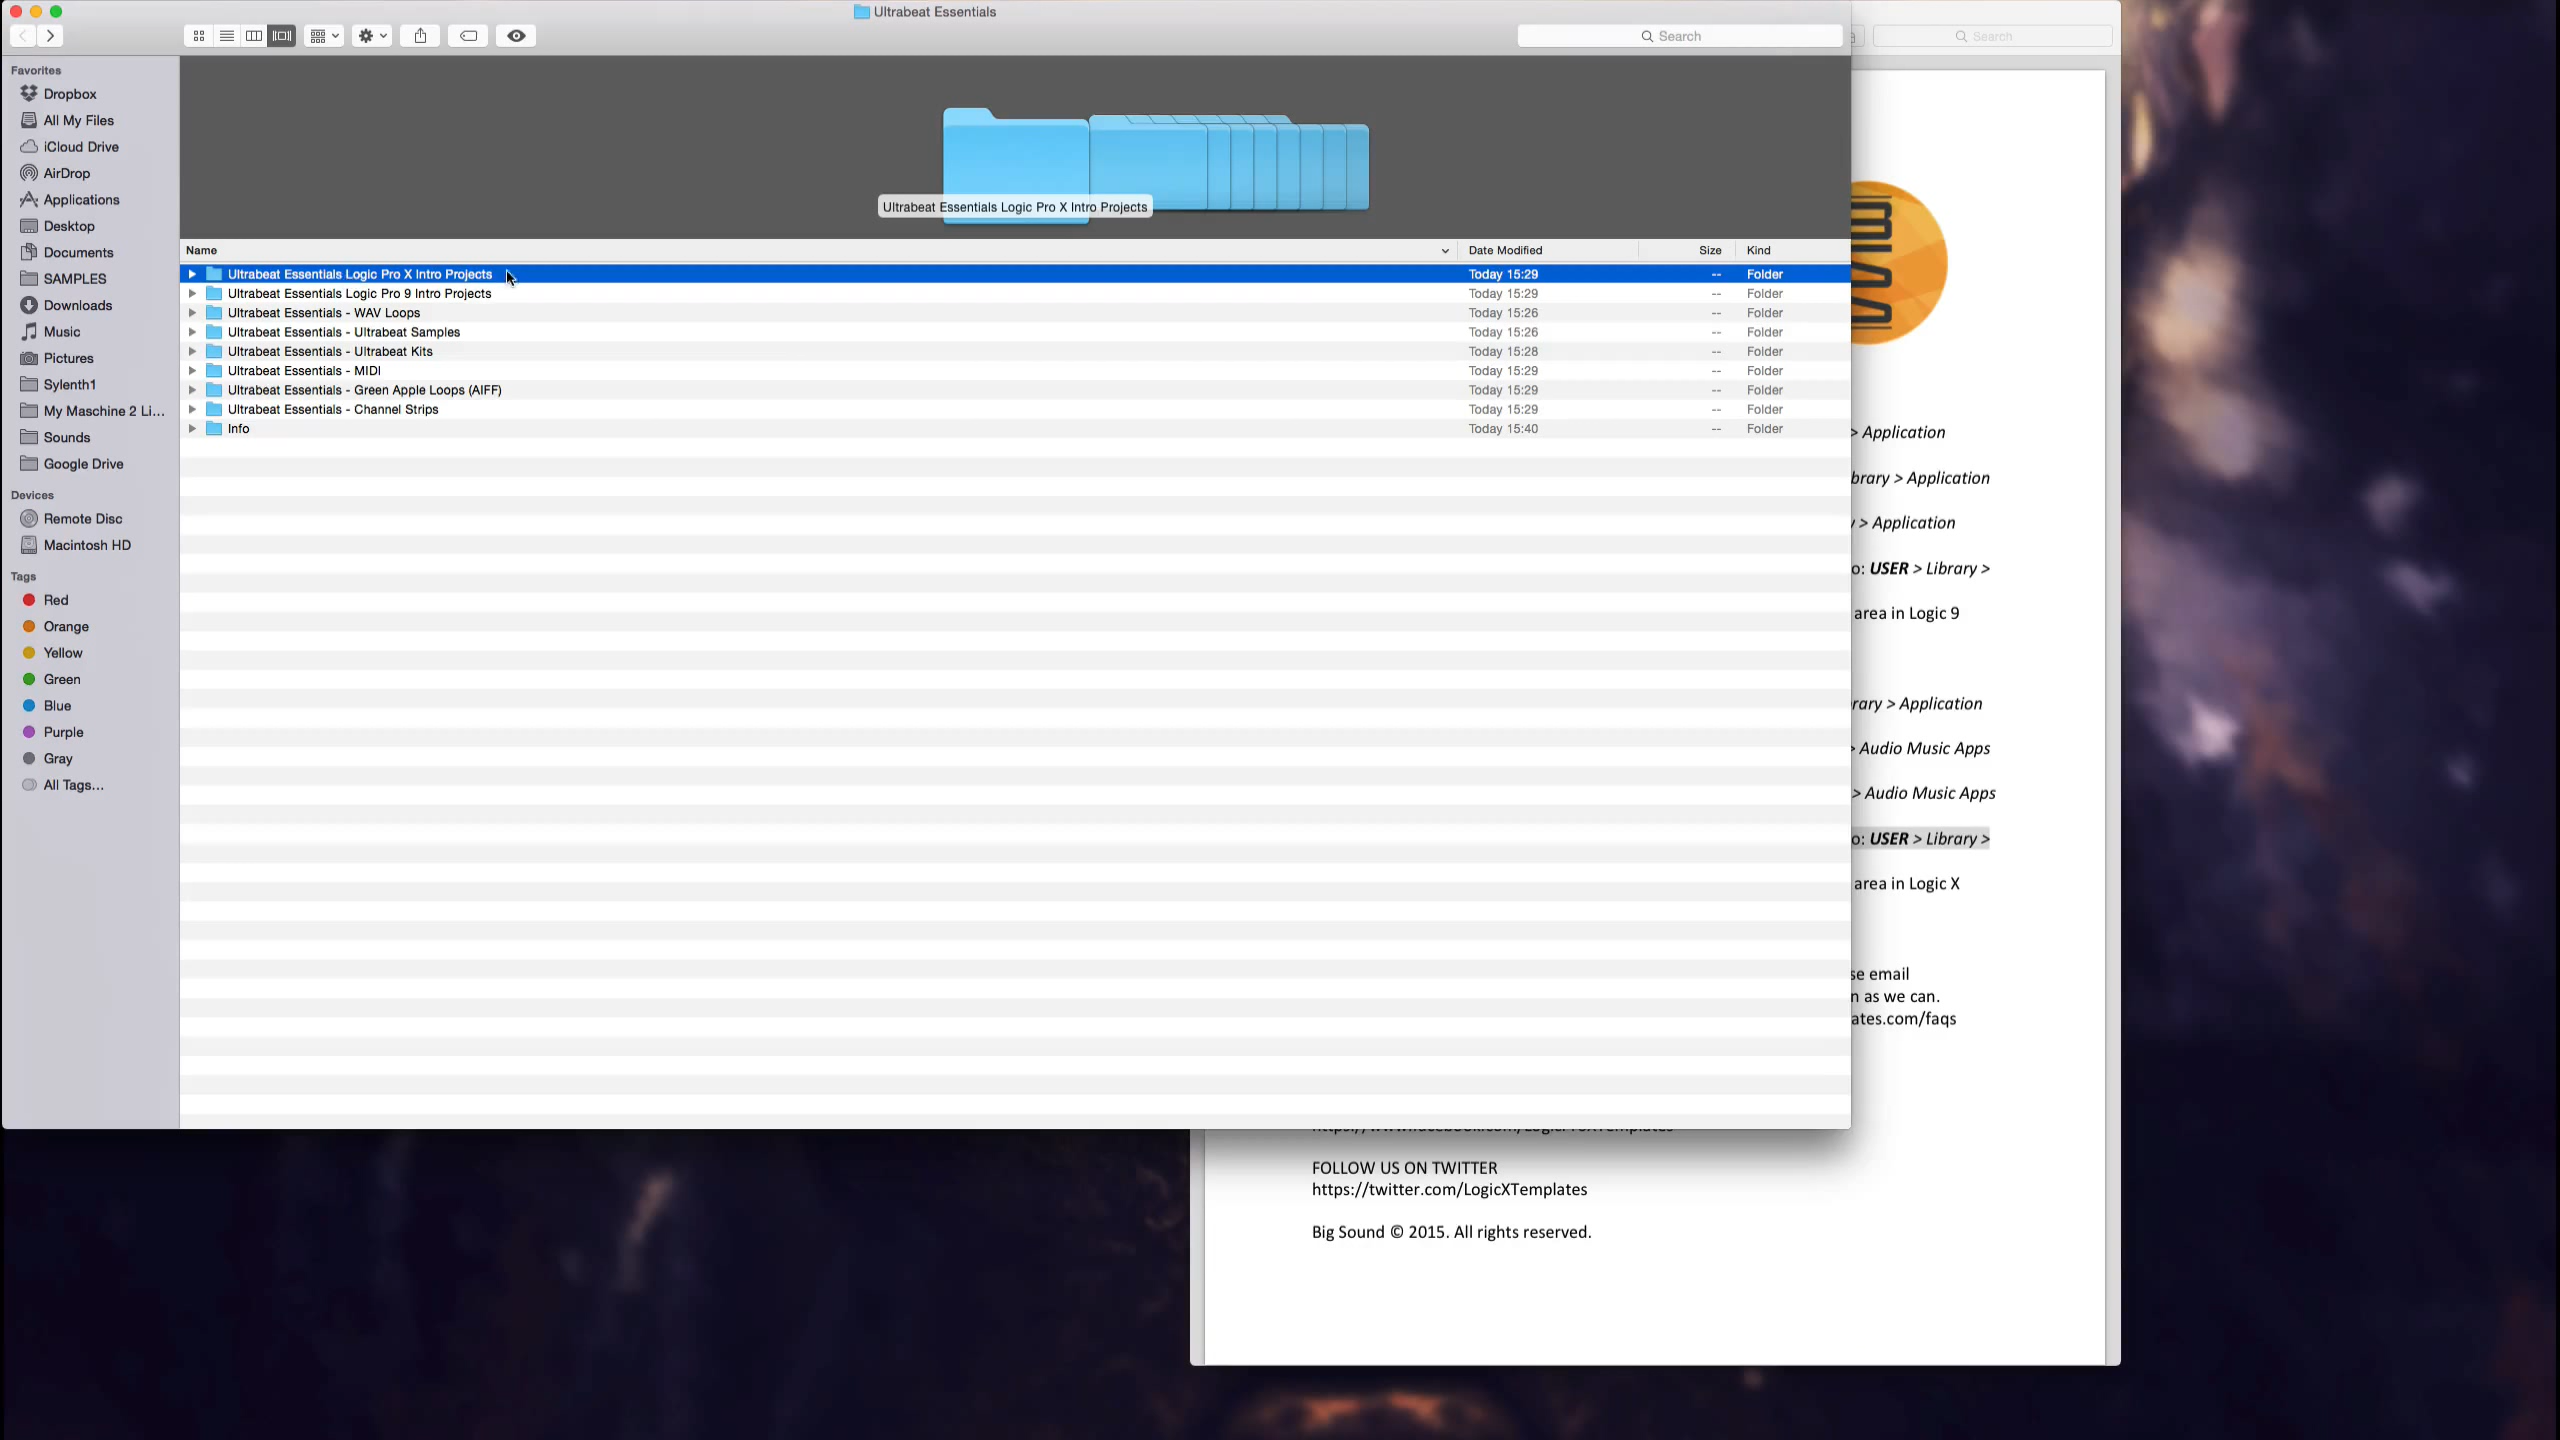 Ultrabeat Essentials
Search
Search
Favorites
Dropbox
All My Files
iCloud Drive
AirDrop
Applications
Desktop
Documents
SAMPLES
Downloads
Music
Pictures
Sylenth1
My Maschine 2 Li...
Sounds
Google Drive
Devices
Remote Disc
Macintosh HD
Tags
Red
Orange
Yellow
Green
Blue
Purple
Gray
All Tags...
Ultrabeat Essentials Logic Pro X Intro Projects
Name Date Modified Size Kind
Ultrabeat Essentials Logic Pro X Intro Projects Today 15:29 -- Folder
Ultrabeat Essentials Logic Pro 9 Intro Projects Today 15:29 -- Folder
Ultrabeat Essentials - WAV Loops Today 15:26 -- Folder
Ultrabeat Essentials - Ultrabeat Samples Today 15:26 -- Folder
Ultrabeat Essentials - Ultrabeat Kits Today 15:28 -- Folder
Ultrabeat Essentials - MIDI Today 15:29 -- Folder
Ultrabeat Essentials - Green Apple Loops (AIFF) Today 15:29 -- Folder
Ultrabeat Essentials - Channel Strips Today 15:29 -- Folder
Info Today 15:40 -- Folder
> Application
> Application
> Application
USER > Library >
area in Logic 9
> Application
> Audio Music Apps
> Audio Music Apps
USER > Library >
area in Logic X
email
as we can.
FOLLOW US ON TWITTER
https://twitter.com/LogicXTemplates
Big Sound © 2015. All rights reserved.